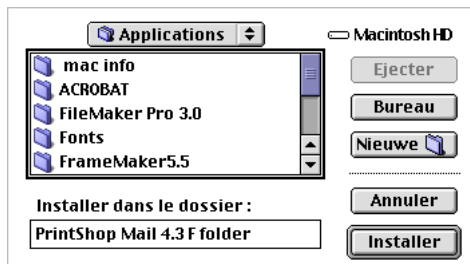 Applications
Macintosh HD
mac info
ACROBAT
FileMaker Pro 3.0
Fonts
FrameMaker5.5
Ejecter
Bureau
Nieuwe
Installer dans le dossier :
PrintShop Mail 4.3 F folder
Annuler
Installer